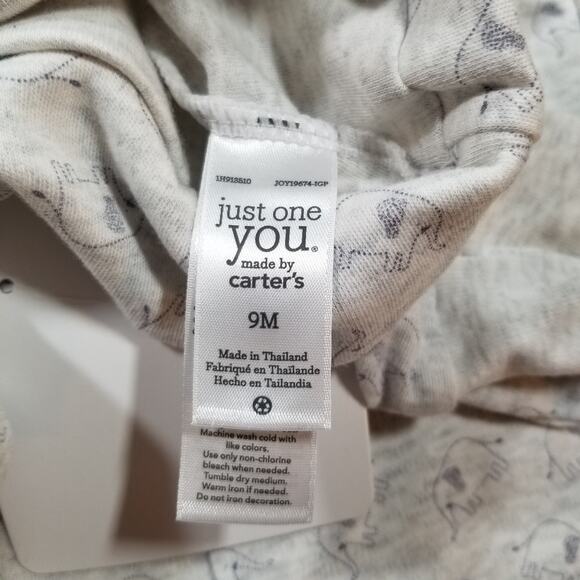 1H913510 JOY19674-IGP
just one
you®
made by
carter's
9M
Made in Thailand
Fabriqué en Thaïlande
Hecho en Tailandia
Machine wash cold with
like colors.
Use only non-chlorine
bleach when needed.
Tumble dry medium.
Warm iron if needed.
Do not iron decoration.